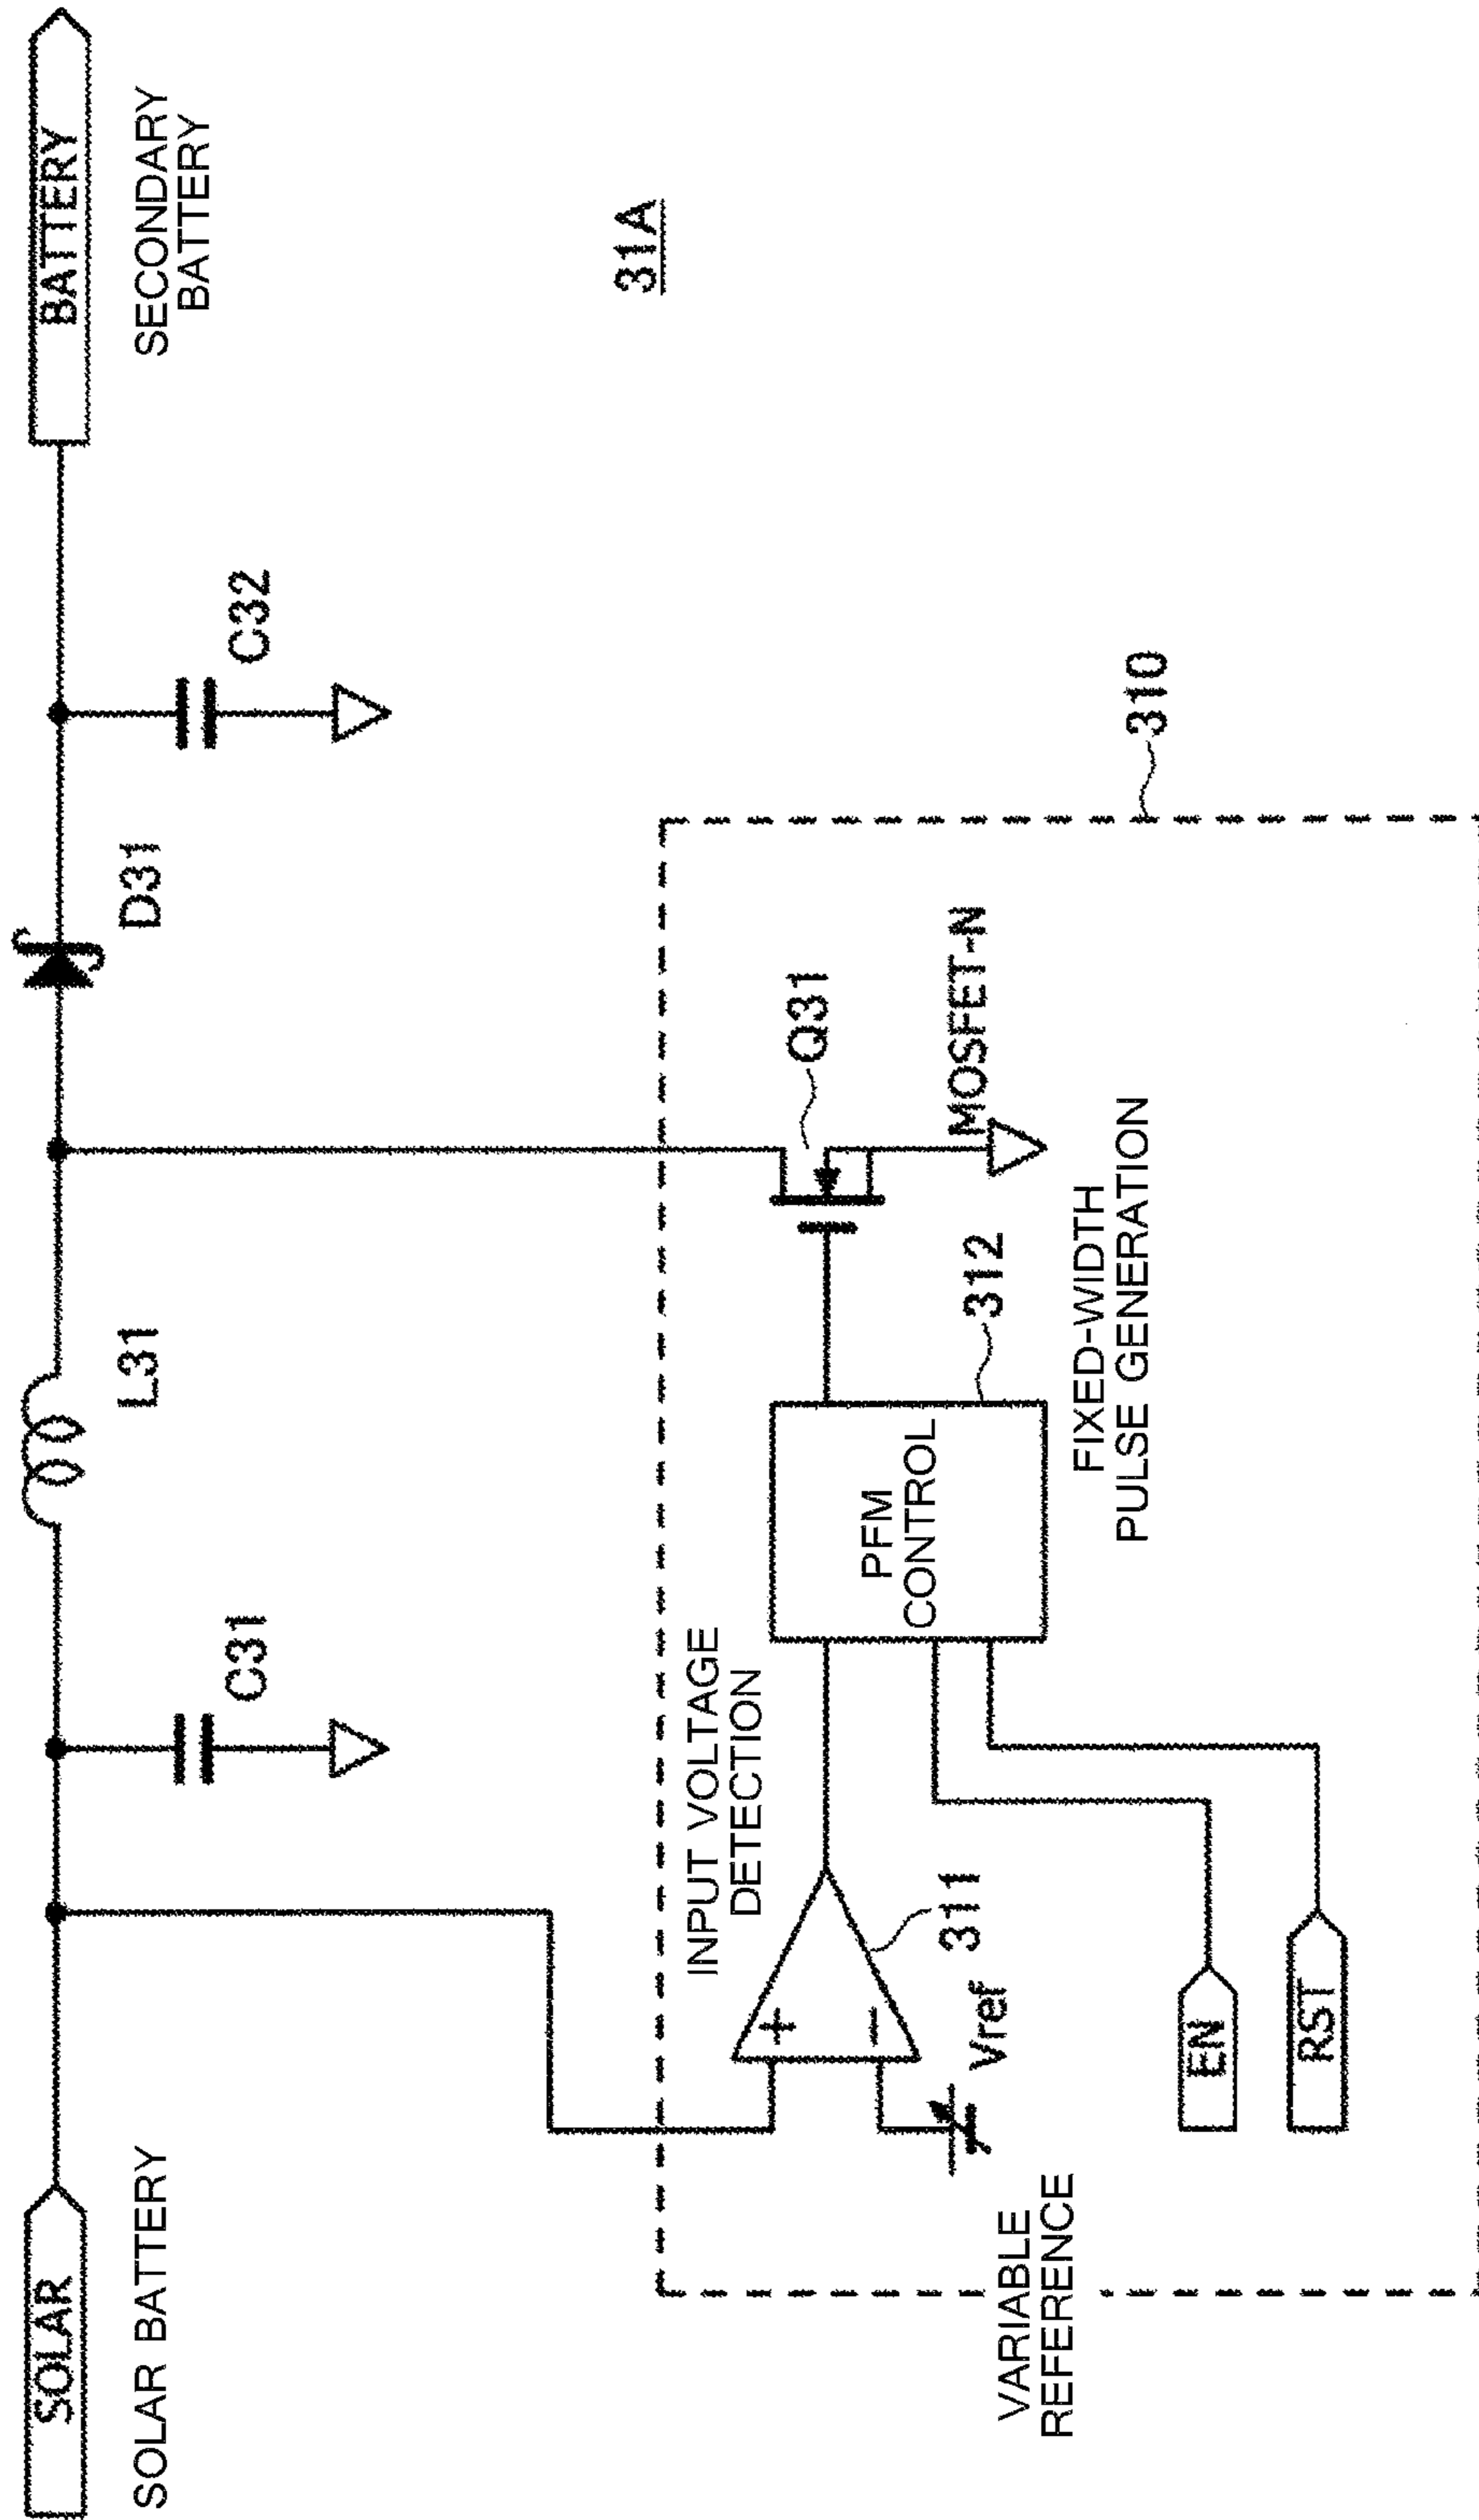 SOLAR
SOLAR BATTERY
C31
L31
D31
C32
BATTERY
SECONDARY
BATTERY
31A
310
INPUT VOLTAGE
DETECTION
+
−
311
Vref
VARIABLE
REFERENCE
PFM
CONTROL
312
FIXED-WIDTH
PULSE GENERATION
Q31
MOSFET-N
EN
RST